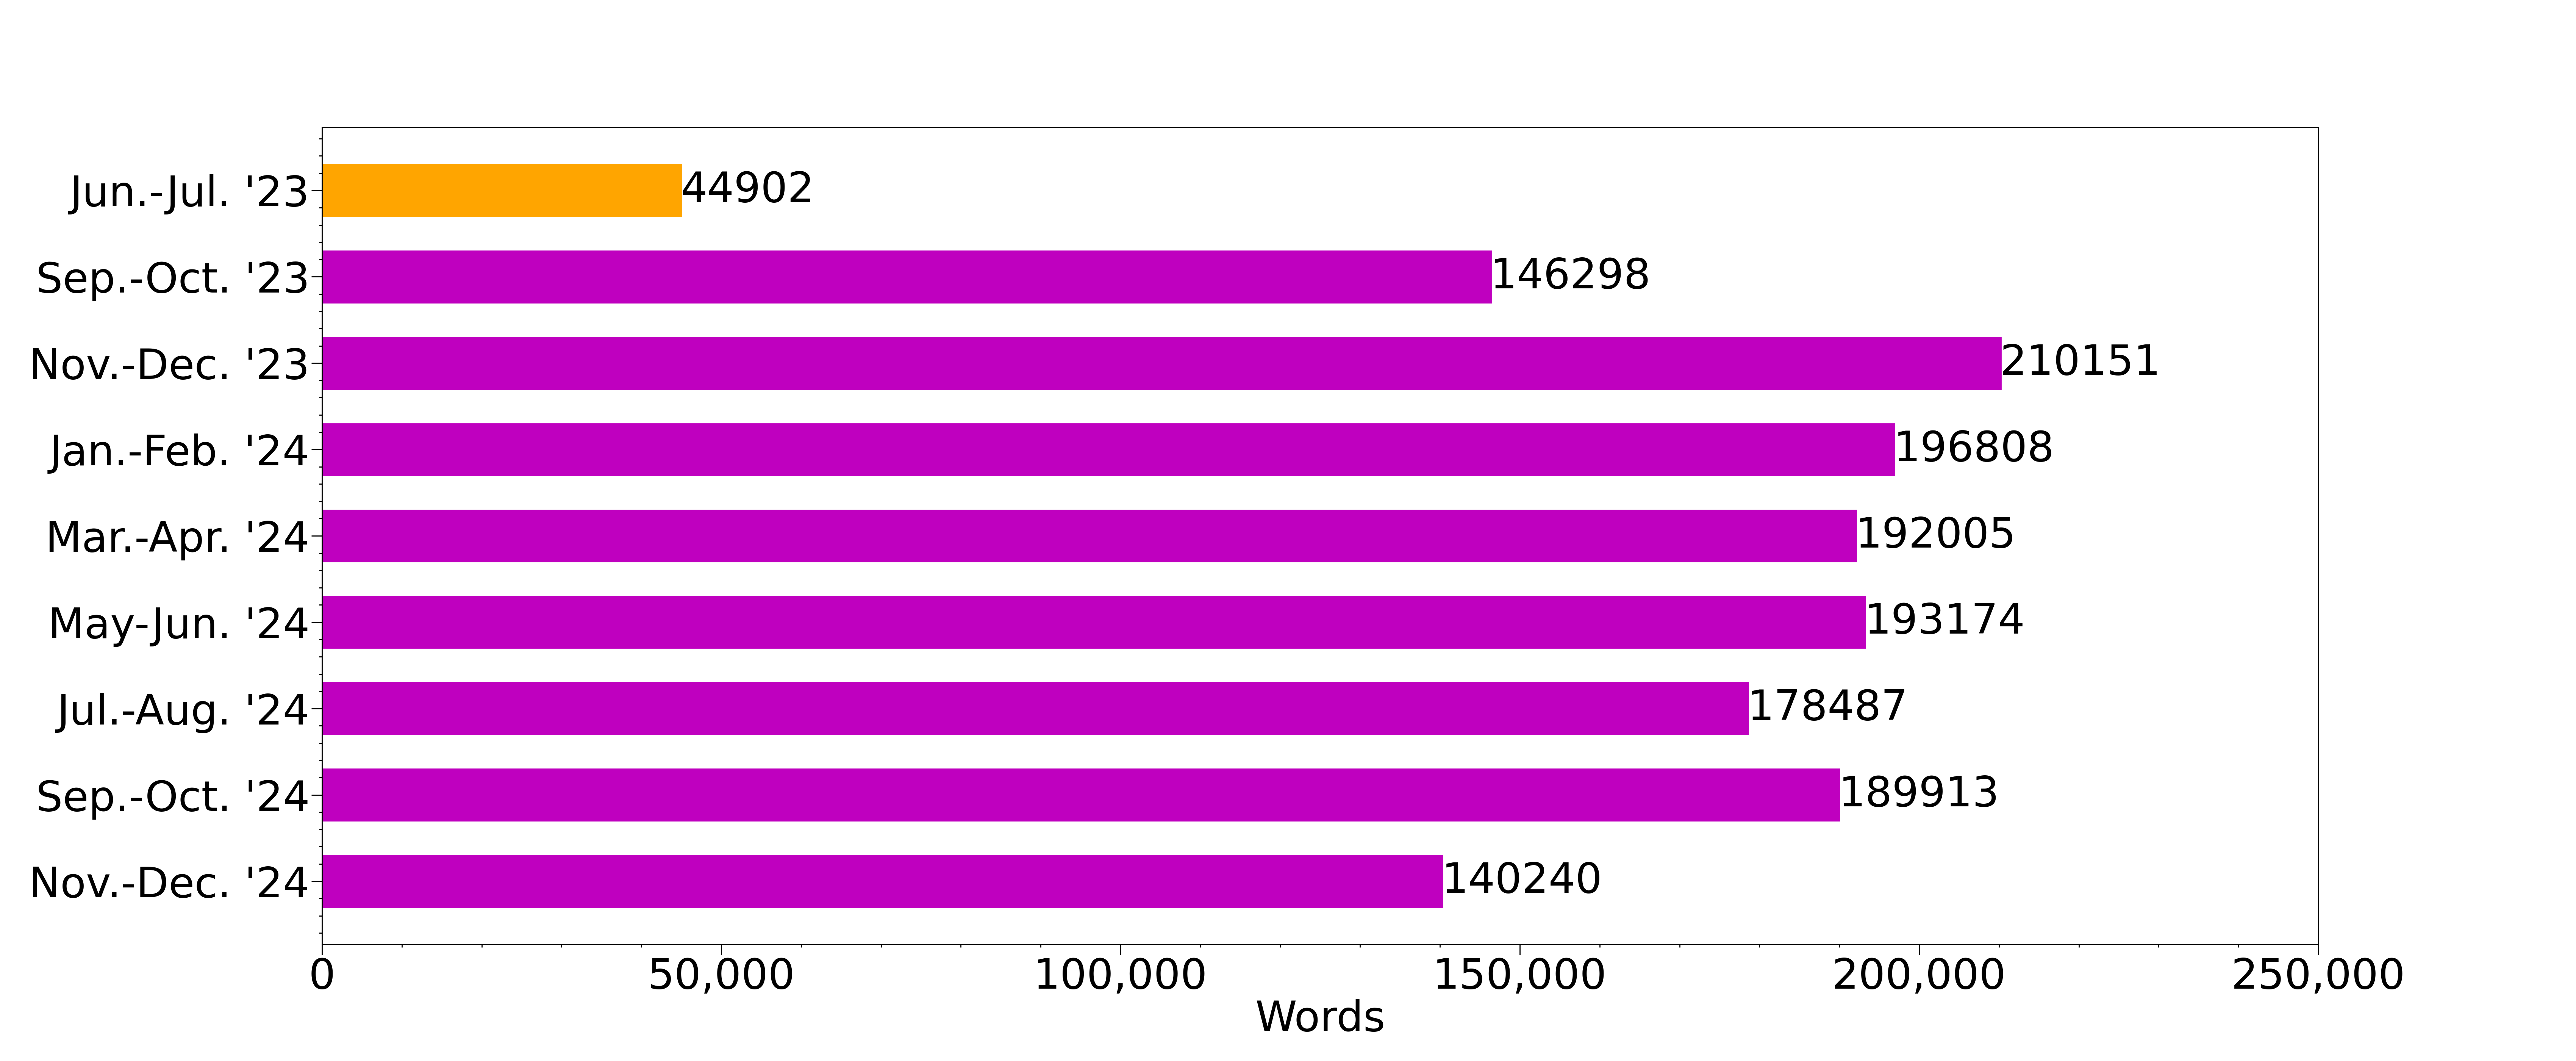 Jun.-Jul. '23 44902
Sep.-Oct. '23 146298
Nov.-Dec. '23 210151
Jan.-Feb. '24 196808
Mar.-Apr. '24 192005
May-Jun. '24 193174
Jul.-Aug. '24 178487
Sep.-Oct. '24 189913
Nov.-Dec. '24 140240
0 50,000 100,000 150,000 200,000 250,000
Words